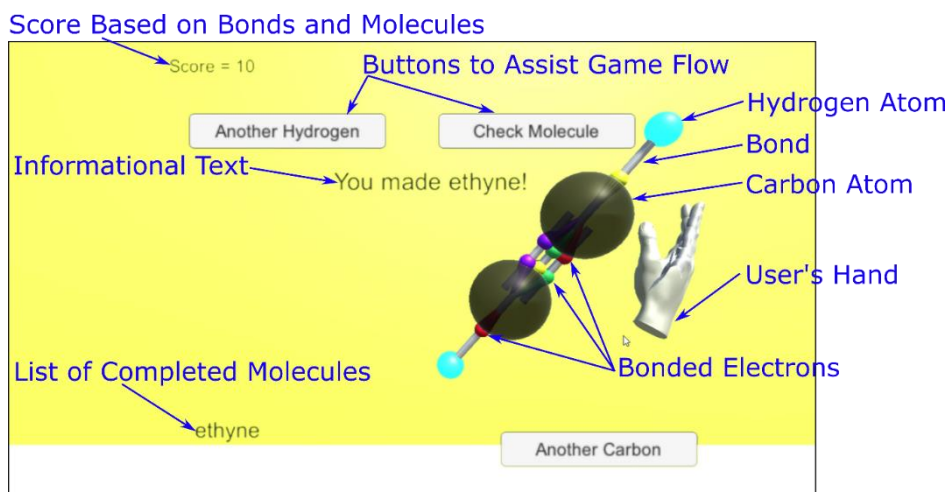 Score Based on Bonds and Molecules
Score = 10
Buttons to Assist Game Flow
Hydrogen Atom
Another Hydrogen
Check Molecule
Bond
Informational Text
You made ethyne!
Carbon Atom
User's Hand
List of Completed Molecules
Bonded Electrons
ethyne
Another Carbon